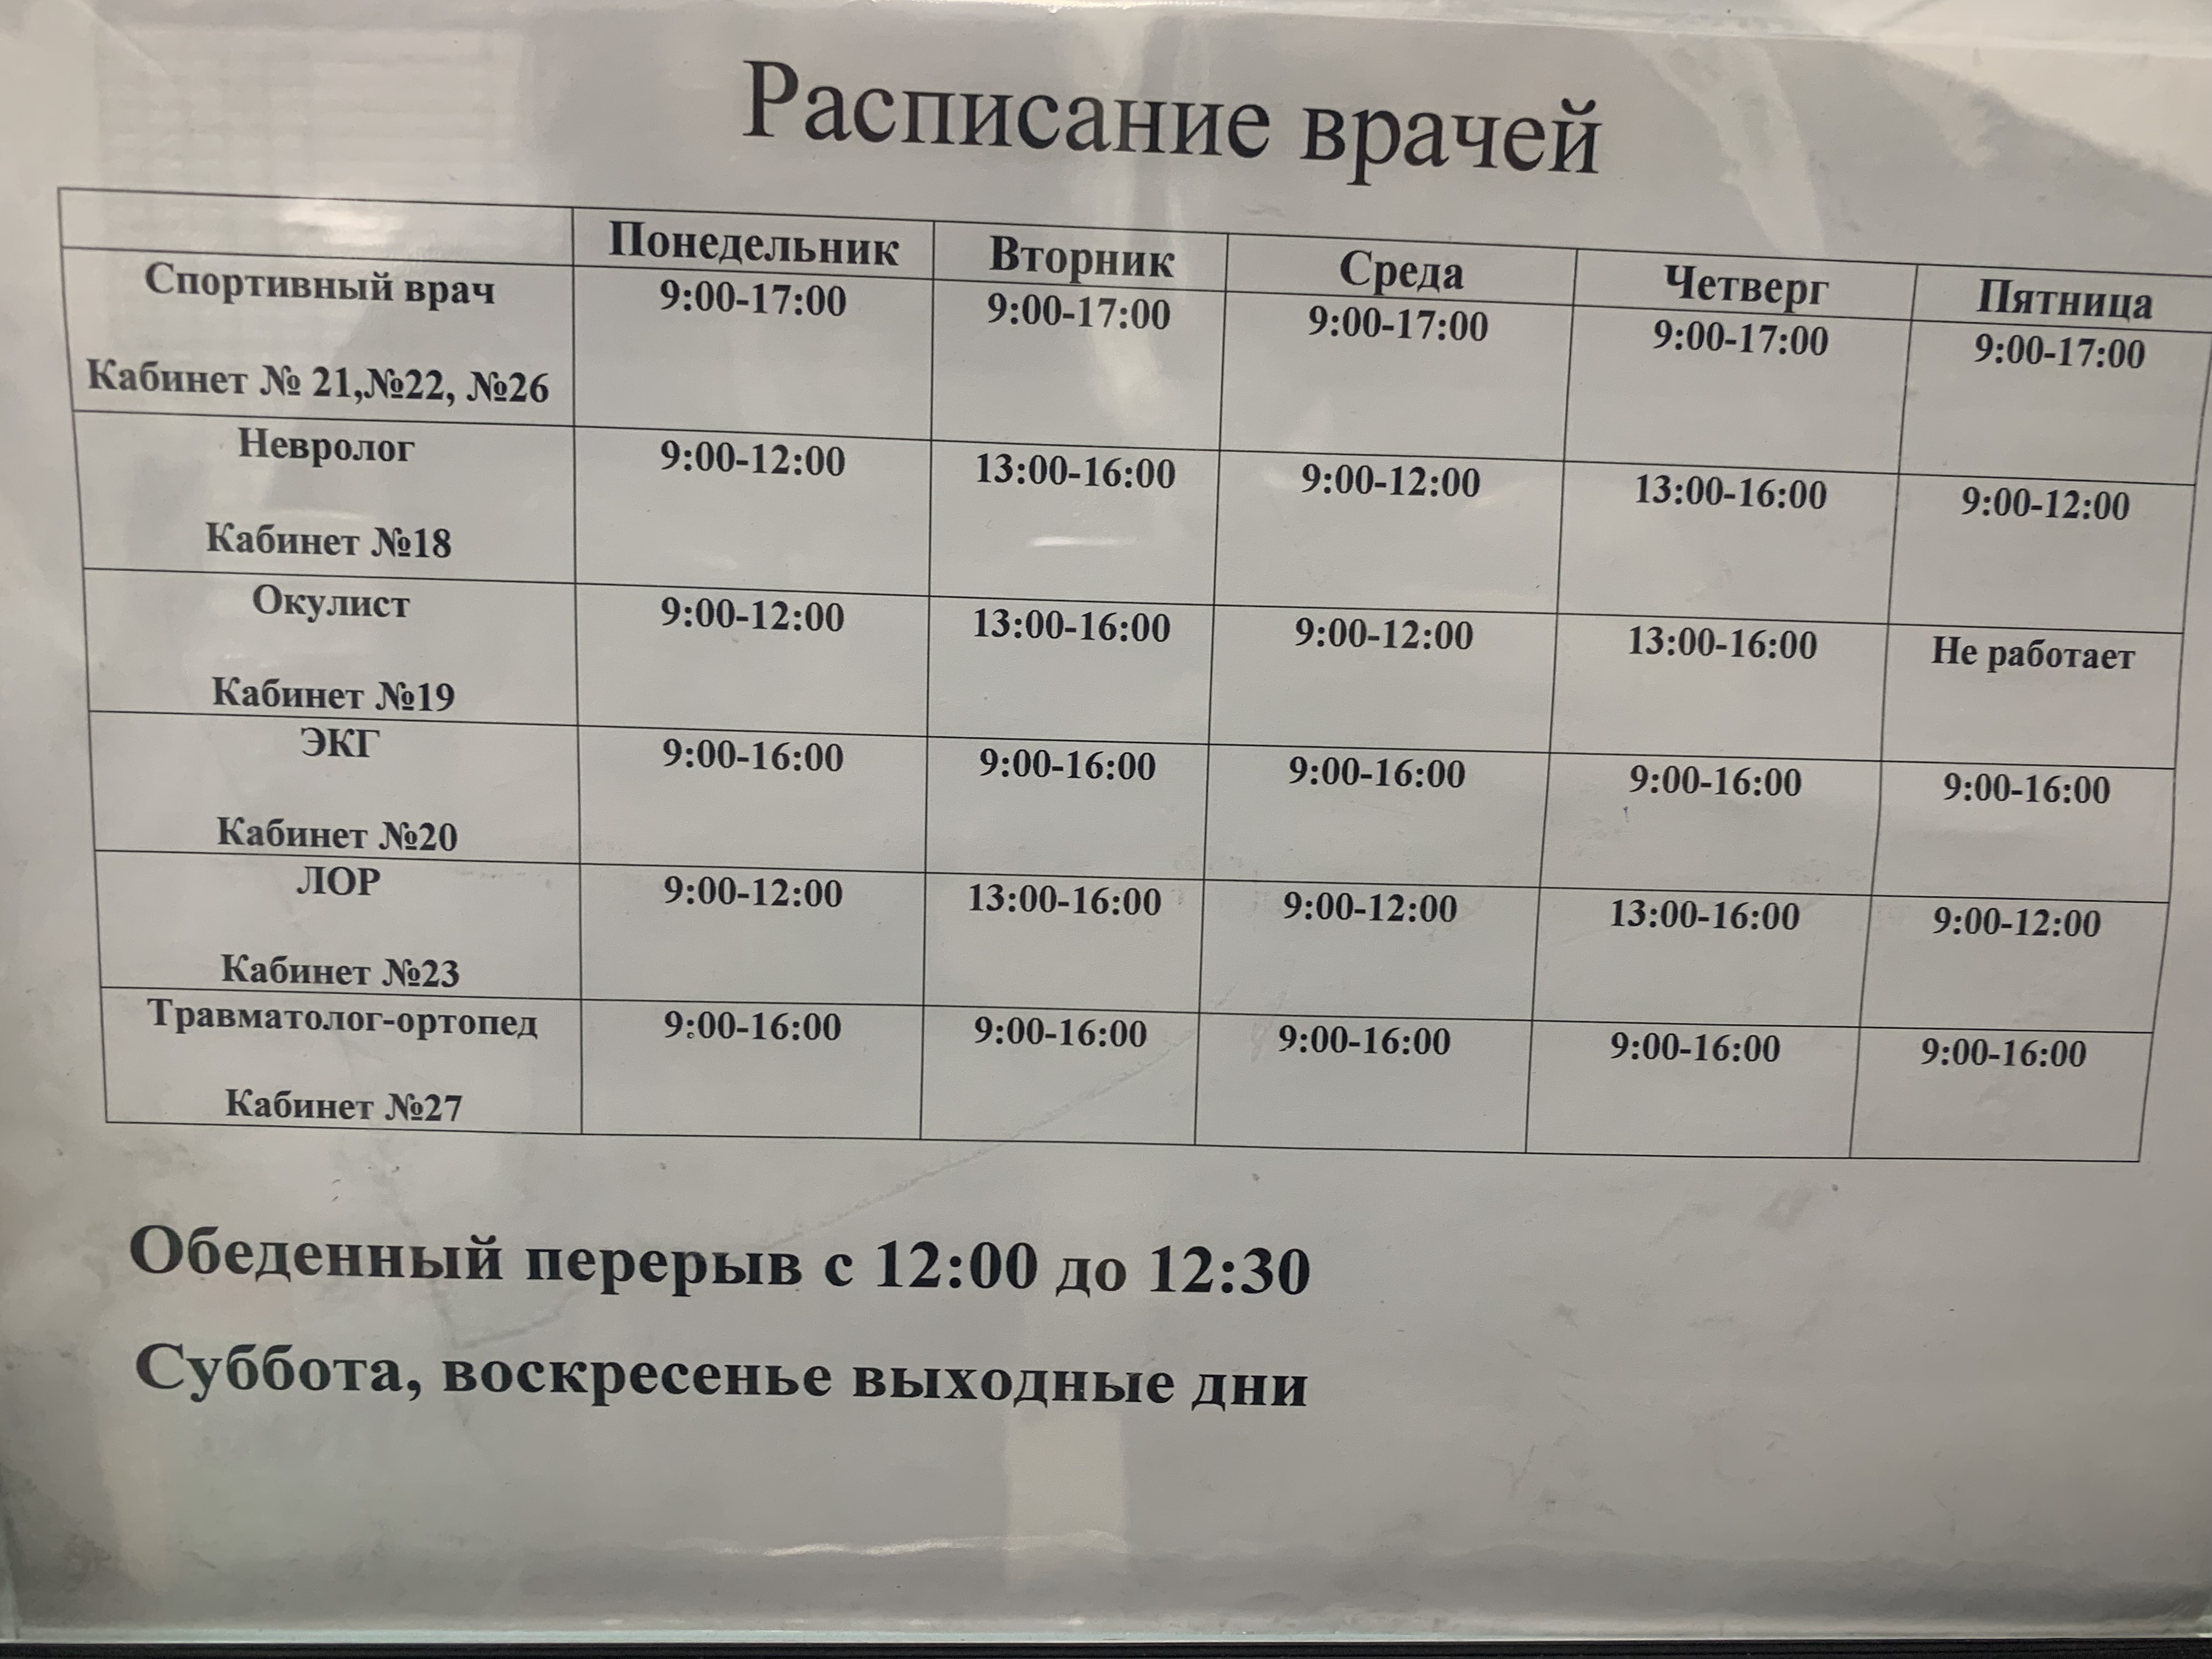 Расписание врачей
Понедельник Вторник Среда Четверг Пятница
Спортивный врач 9:00-17:00 9:00-17:00 9:00-17:00 9:00-17:00 9:00-17:00
Кабинет № 21,№22, №26
Невролог 9:00-12:00 13:00-16:00 9:00-12:00 13:00-16:00 9:00-12:00
Кабинет №18
Окулист 9:00-12:00 13:00-16:00 9:00-12:00 13:00-16:00 Не работает
Кабинет №19
ЭКГ 9:00-16:00 9:00-16:00 9:00-16:00 9:00-16:00 9:00-16:00
Кабинет №20
ЛОР 9:00-12:00 13:00-16:00 9:00-12:00 13:00-16:00 9:00-12:00
Кабинет №23
Травматолог-ортопед 9:00-16:00 9:00-16:00 9:00-16:00 9:00-16:00 9:00-16:00
Кабинет №27
Обеденный перерыв с 12:00 до 12:30
Суббота, воскресенье выходные дни